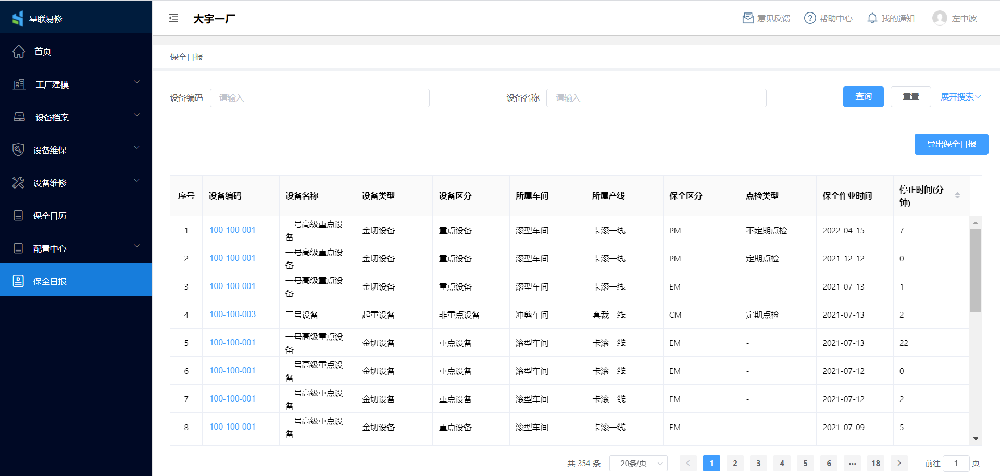 星联易修
大宇一厂
意见反馈
帮助中心
我的通知
左中波
首页
工厂建模
设备档案
设备维保
设备维修
保全日历
配置中心
保全日报
保全日报
设备编码 请输入 设备名称 请输入 查询 重置 展开搜索
导出保全日报
序号 设备编码 设备名称 设备类型 设备区分 所属车间 所属产线 保全区分 点检类型 保全作业时间 停止时间(分
钟)
1 100-100-001 一号高级重点设
备 金切设备 重点设备 滚型车间 卡滚一线 PM 不定期点检 2022-04-15 7
2 100-100-001 一号高级重点设
备 金切设备 重点设备 滚型车间 卡滚一线 PM 定期点检 2021-12-12 0
3 100-100-001 一号高级重点设
备 金切设备 重点设备 滚型车间 卡滚一线 EM - 2021-07-13 1
4 100-100-003 三号设备 起重设备 非重点设备 冲剪车间 套裁一线 CM 定期点检 2021-07-13 2
5 100-100-001 一号高级重点设
备 金切设备 重点设备 滚型车间 卡滚一线 EM - 2021-07-13 22
6 100-100-001 一号高级重点设
备 金切设备 重点设备 滚型车间 卡滚一线 EM - 2021-07-12 0
7 100-100-001 一号高级重点设
备 金切设备 重点设备 滚型车间 卡滚一线 EM - 2021-07-12 2
8 100-100-001 一号高级重点设
备 金切设备 重点设备 滚型车间 卡滚一线 EM - 2021-07-09 5
共 354 条 20条/页 1 2 3 4 5 6 ··· 18 前往 1 页